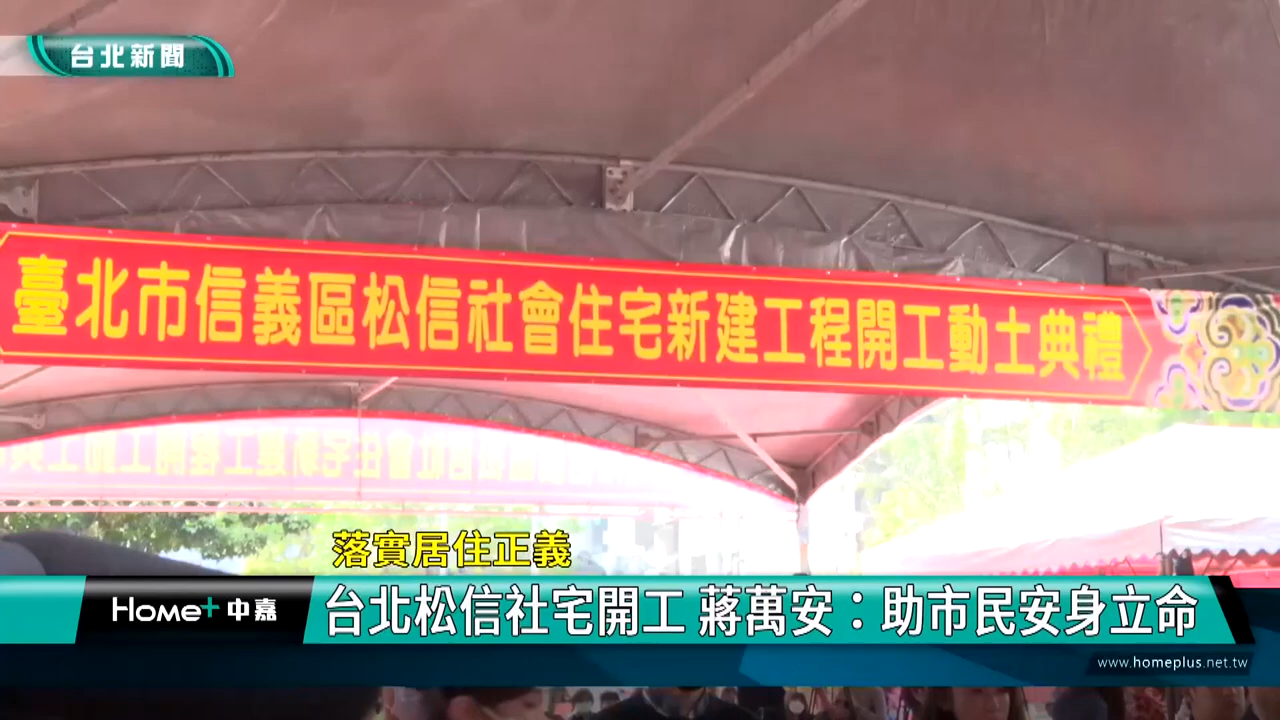 台北新聞
臺北市信義區松信社會住宅新建工程開工動土典禮
落實居住正義
Home+中嘉
台北松信社宅開工 蔣萬安：助市民安身立命
www.homeplus.net.tw